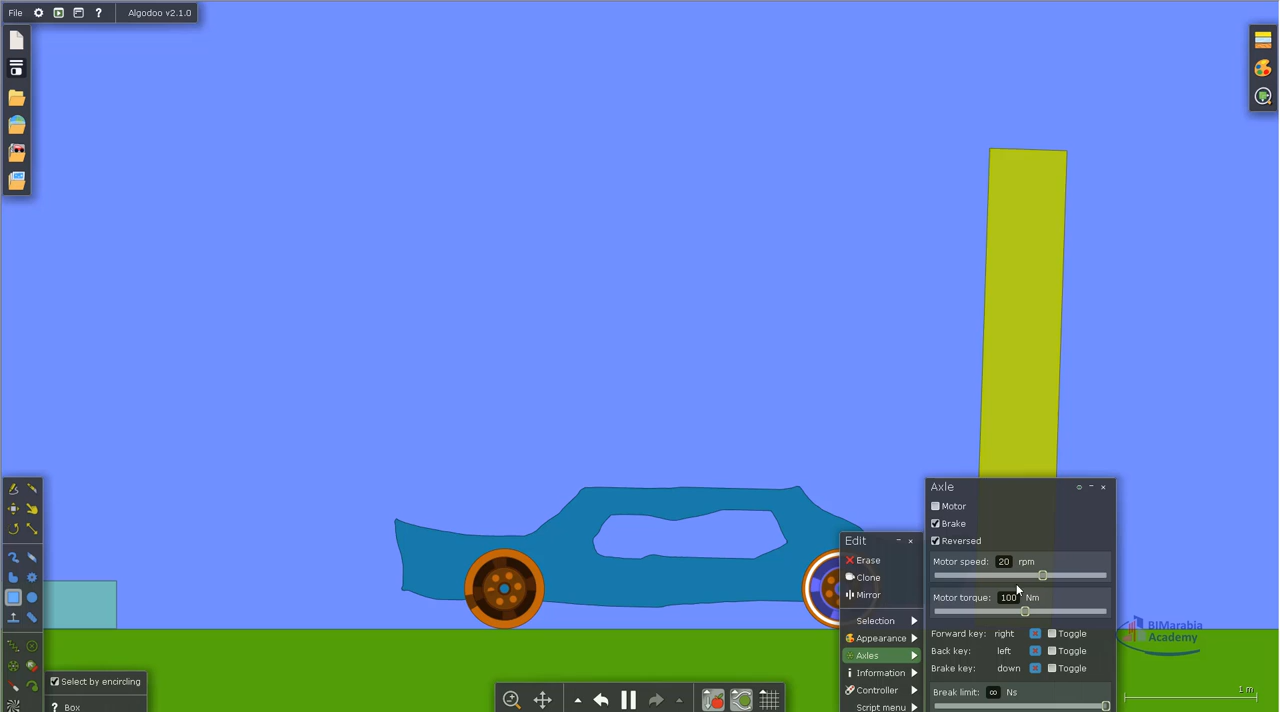 File ? Algodoo v2.1.0
Axle
Motor
Brake
Reversed
Motor speed: 20 rpm
Motor torque: 100 Nm
Forward key: right Toggle
Back key: left Toggle
Brake key: down Toggle
Break limit: ∞ Ns
Edit
Erase
Clone
Mirror
Selection
Appearance
Axles
Information
Controller
Script menu
BIMarabia
Academy
1 m
Select by encircling
? Box